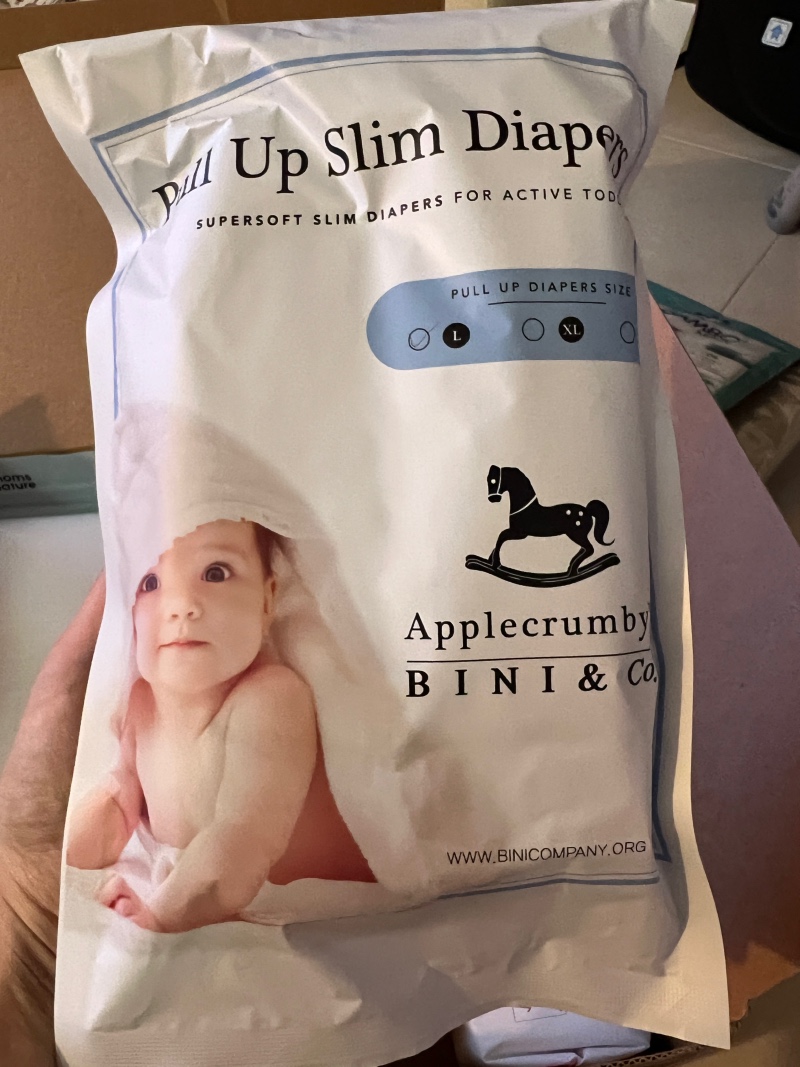 Pull Up Slim Diapers
SUPERSOFT SLIM DIAPERS FOR ACTIVE
PULL UP DIAPERS SIZE
L XL
Applecrumby
BINI & Co.
WWW.BINICOMPANY.ORG